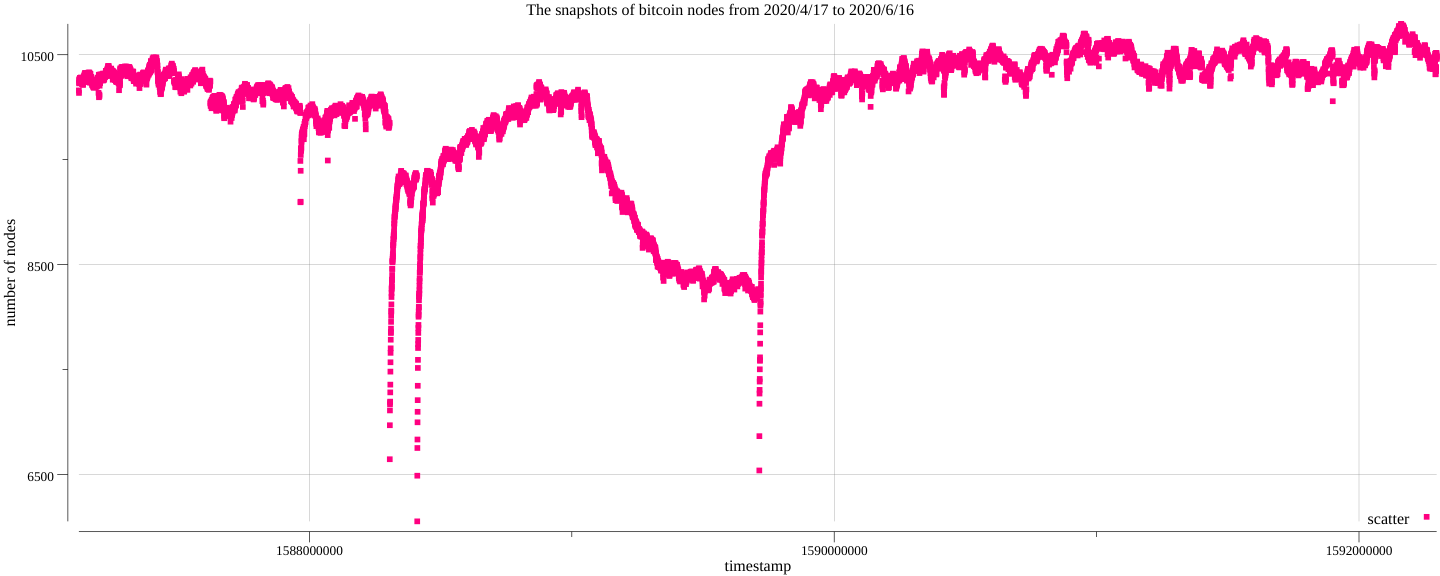 The snapshots of bitcoin nodes from 2020/4/17 to 2020/6/16
10500
8500
6500
number of nodes
scatter
1588000000
1590000000
1592000000
timestamp